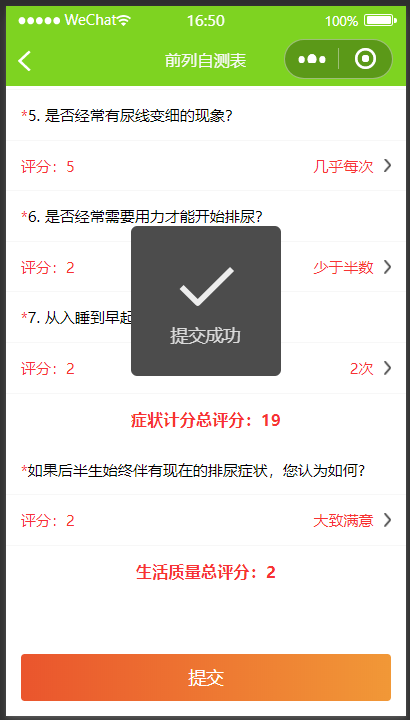 WeChat 16:50 100%
前列自测表
*5. 是否经常有尿线变细的现象?
评分：5 几乎每次
*6. 是否经常需要用力才能开始排尿?
评分：2 少于半数
*7. 从入睡到早起
提交成功
评分：2 2次
症状计分总评分：19
*如果后半生始终伴有现在的排尿症状，您认为如何?
评分：2 大致满意
生活质量总评分：2
提交